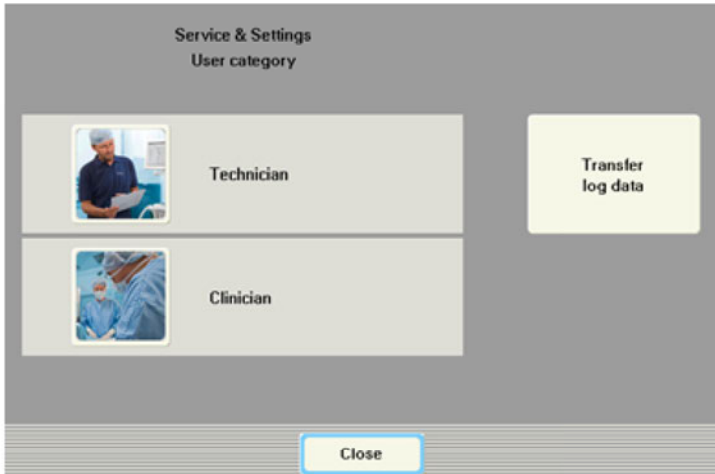 Service & Settings
User category
Technician
Transfer
log data
Clinician
Close